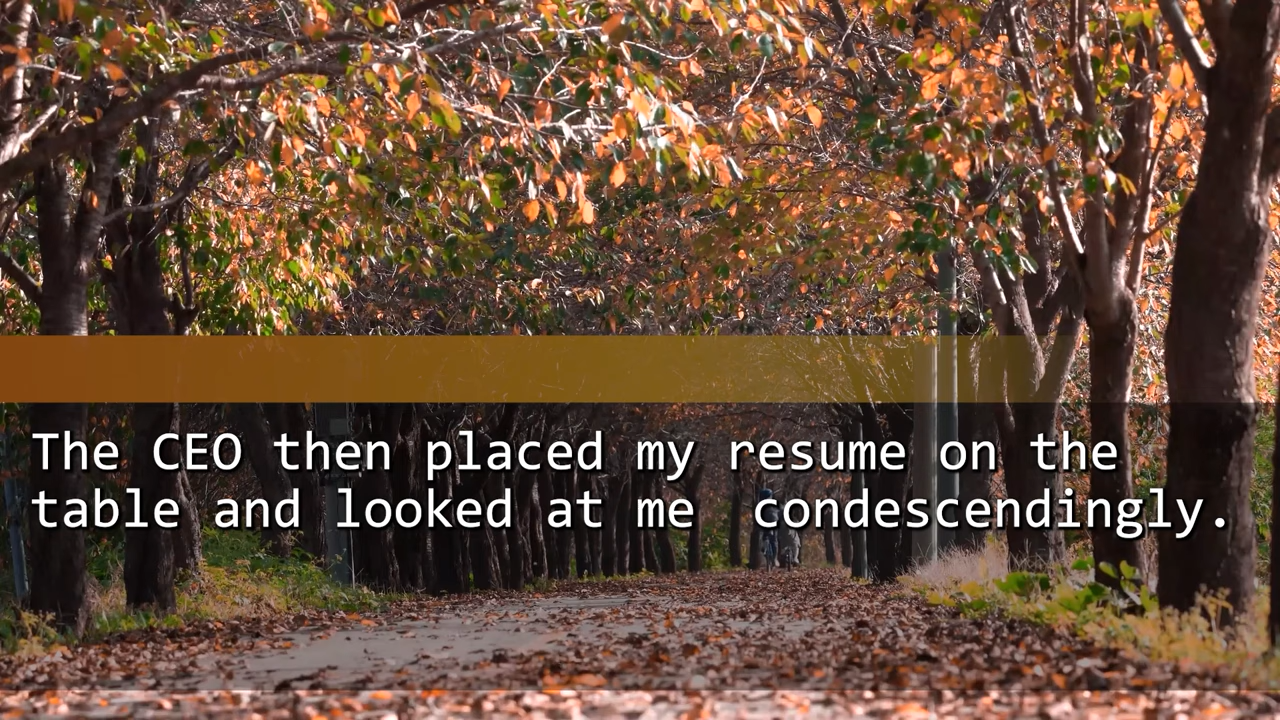 The CEO then placed my resume on the
table and looked at me  condescendingly.